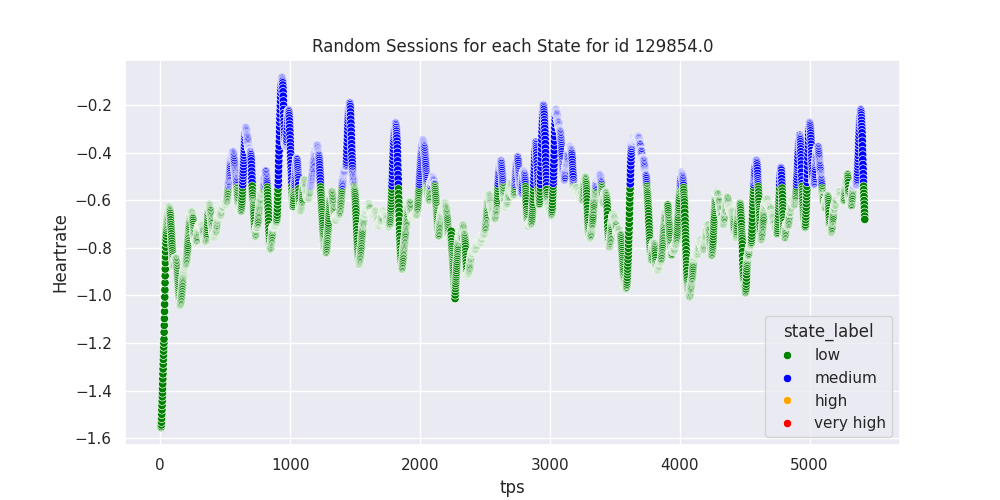 Random Sessions for each State for id 129854.0
Heartrate
−0.2
−0.4
−0.6
−0.8
−1.0
−1.2
−1.4
−1.6
0 1000 2000 3000 4000 5000
tps
state_label
low
medium
high
very high